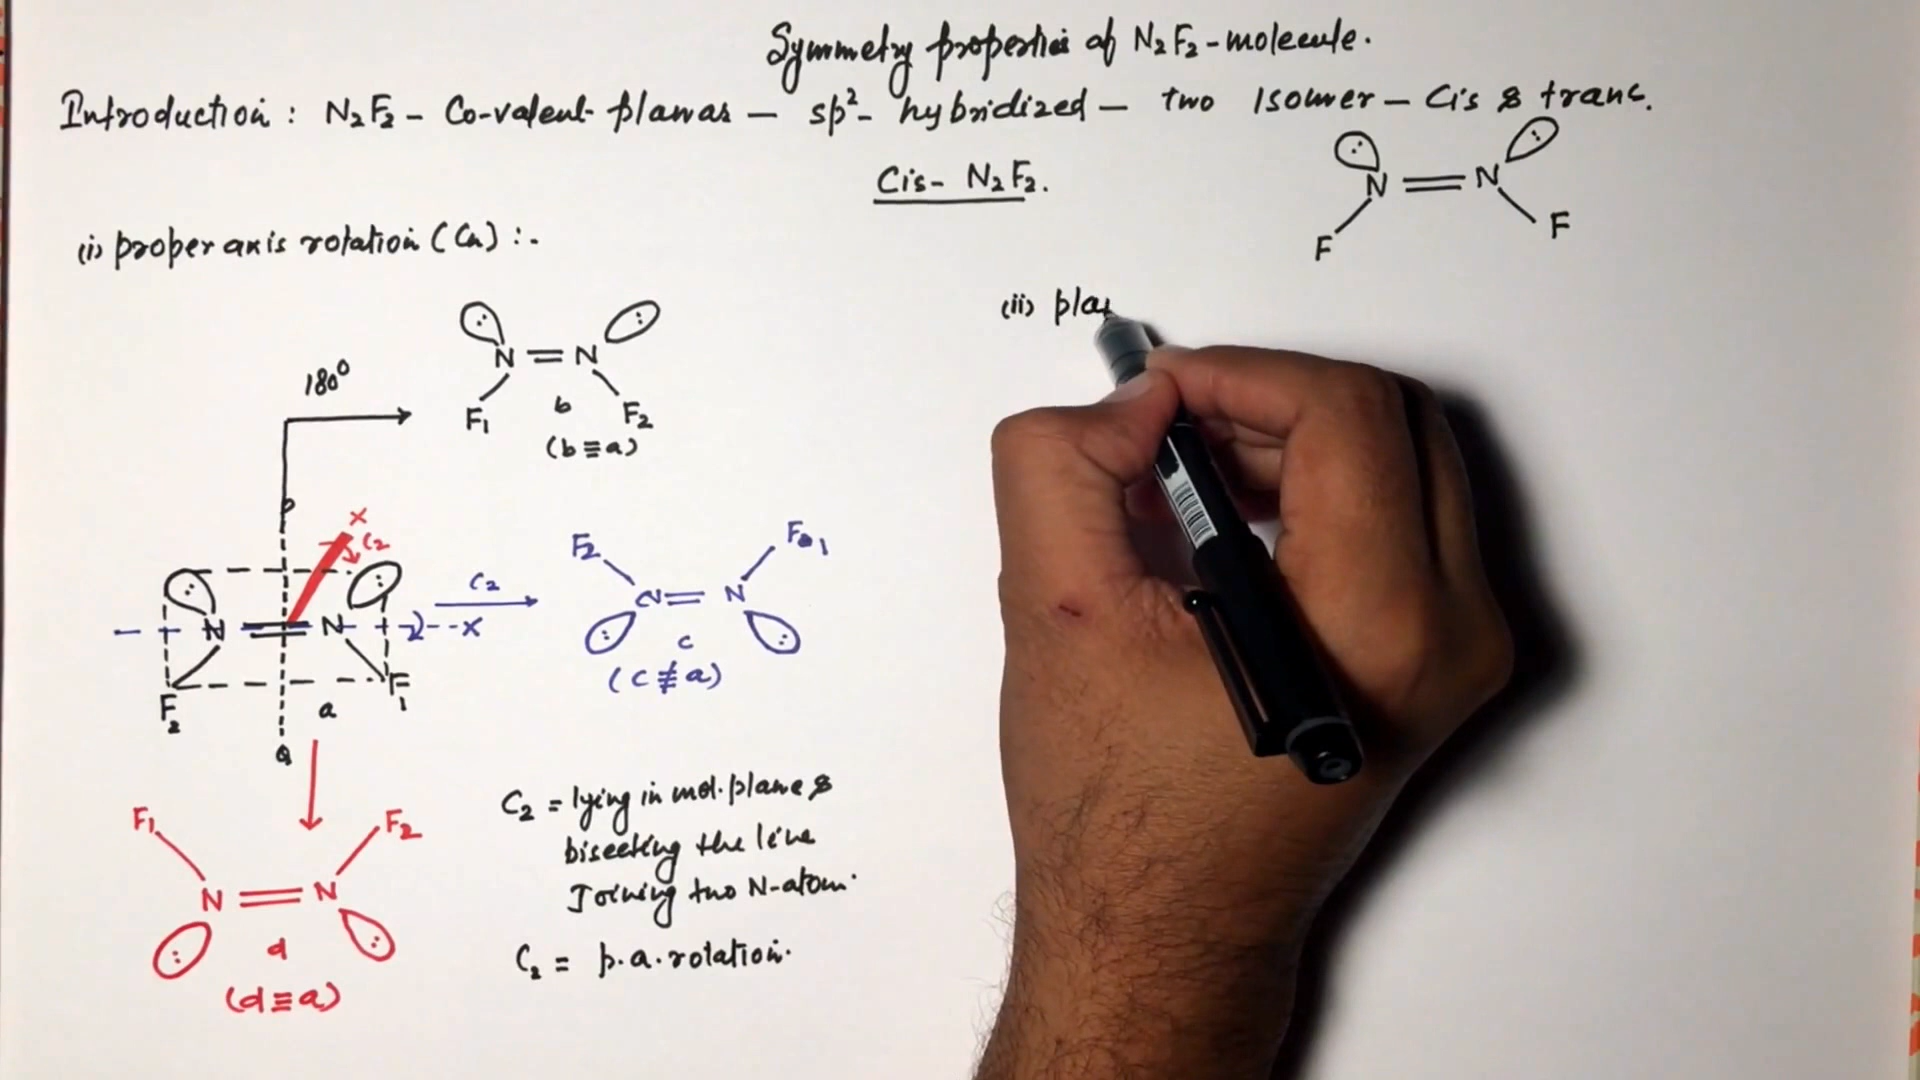 Symmetry properties of N₂F₂-molecule.
Introduction : N₂F₂ - Co-valent planar - sp²- hybridized - two Isomer - Cis & trans.
Cis- N₂F₂.
N = N
F F
(i) proper axis rotation (Cn) :-
(ii) pla
N = N
F₁ F₂
b
(b ≡ a)
180°
P
X
C₂
N = N
X
F₂ F₁
a
Q
C₂
F₂ F₁
N = N
c
(c ≢ a)
F₁ F₂
N = N
d
(d ≡ a)
C₂ = lying in mol. plane &
bisecting the line
Joining two N-atom.
C₂ = p.a. rotation.